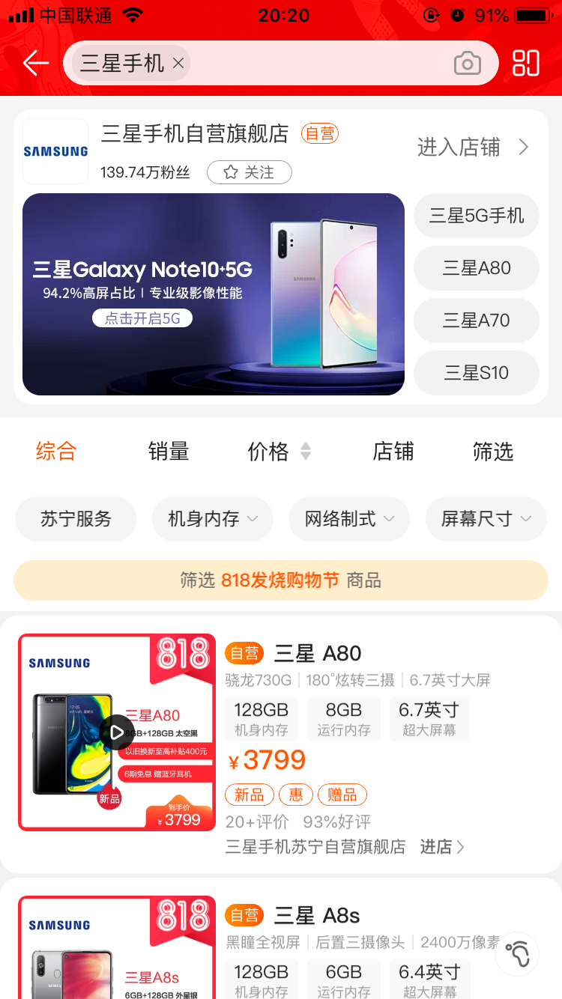 中国联通
20:20
91%
三星手机
SAMSUNG
三星手机自营旗舰店 自营
进入店铺
139.74万粉丝
关注
三星Galaxy Note10+5G
94.2%高屏占比 | 专业级影像性能
点击开启5G
SAMSUNG
三星5G手机
三星A80
三星A70
三星S10
综合 销量 价格 店铺 筛选
苏宁服务 机身内存 网络制式 屏幕尺寸
筛选 818发烧购物节 商品
818
SAMSUNG
三星A80
8GB+128GB 太空黑
以旧换新至高补贴400元
6期免息 赠蓝牙耳机
新品
到手价
¥3799
自营 三星 A80
骁龙730G | 180°炫转三摄 | 6.7英寸大屏
128GB 8GB 6.7英寸
机身内存 运行内存 超大屏幕
¥3799
新品 惠 赠品
20+评价 93%好评
三星手机苏宁自营旗舰店 进店
818
SAMSUNG
三星A8s
6GB+128GB 外星银
自营 三星 A8s
黑瞳全视屏 | 后置三摄像头 | 2400万像素
128GB 6GB 6.4英寸
机身内存 运行内存 超大屏幕